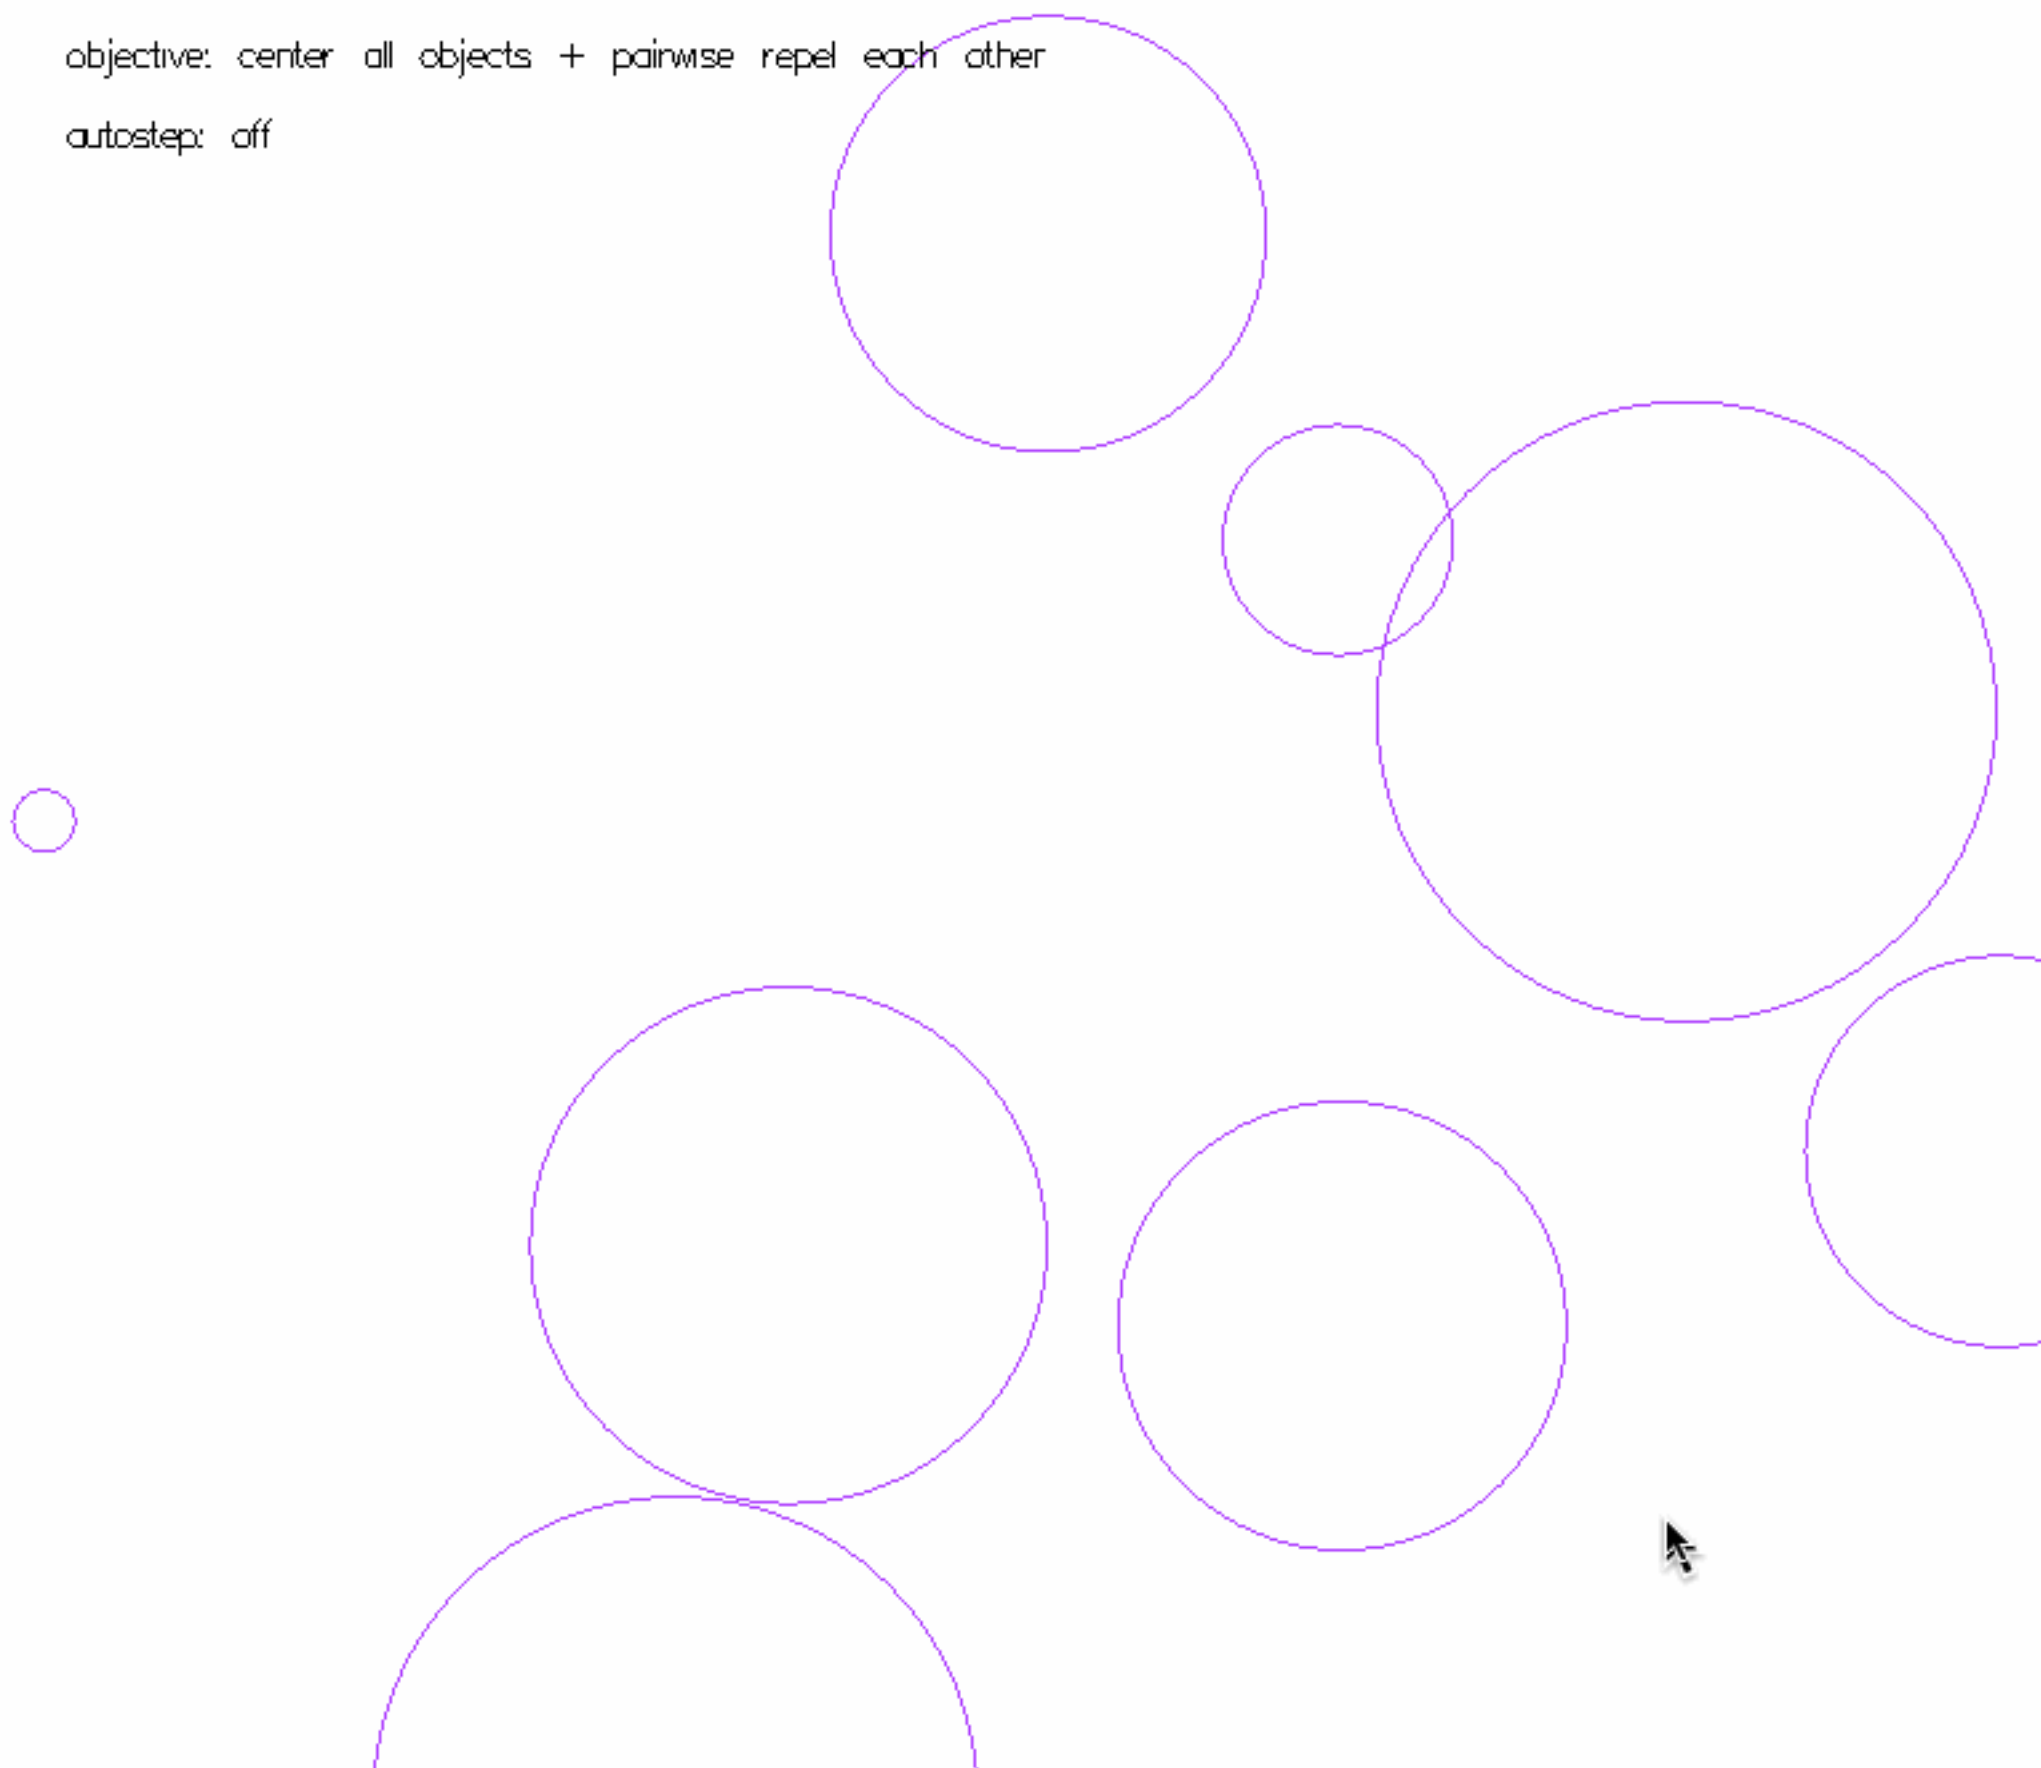 objective: center all objects + pairwise repel each other
autostep: off